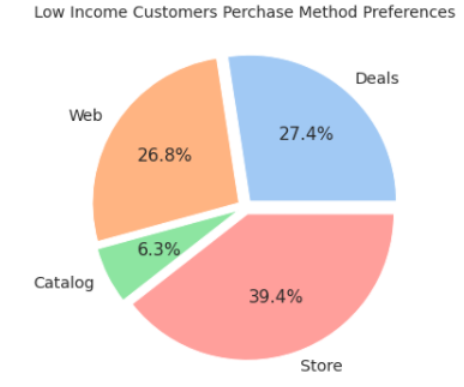 Low Income Customers Perchase Method Preferences
Deals
Web
27.4%
26.8%
6.3%
Catalog
39.4%
Store